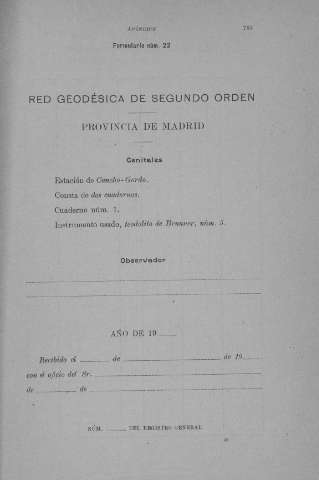 APÉNDICE
Formulario núm. 22
RED GEODÉSICA DE SEGUNDO ORDEN
PROVINCIA DE MADRID
Cenitales
Estación de Cancho-Gordo.
Consta de dos cuadernos.
Cuaderno núm. 1.
Instrumento usado, teodolito de Brunner, núm. 5.
Observador
AÑO DE 19
Recibido el de de 19
con el oficio del Sr.
de de
NÚM. DEL REGISTRO GENERAL